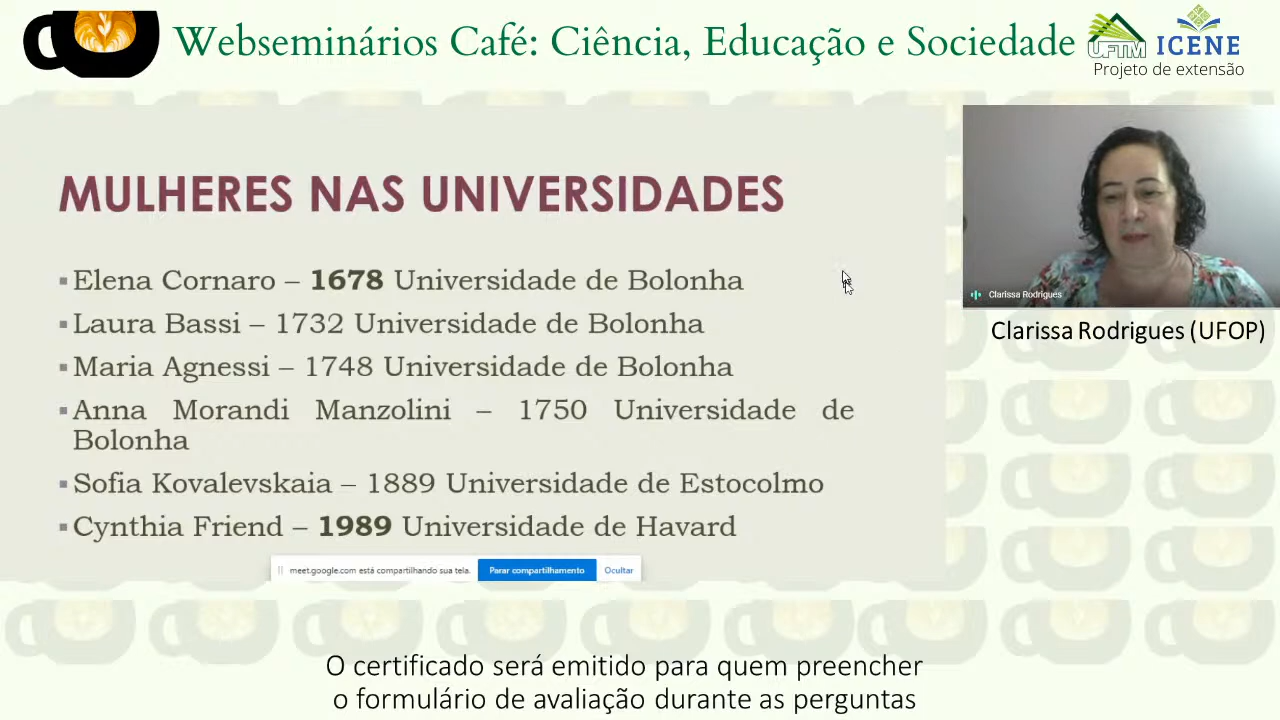 Webseminários Café: Ciência, Educação e Sociedade
UFTM
ICENE
Projeto de extensão
MULHERES NAS UNIVERSIDADES
▪Elena Cornaro – 1678 Universidade de Bolonha
▪Laura Bassi – 1732 Universidade de Bolonha
▪Maria Agnessi – 1748 Universidade de Bolonha
▪Anna Morandi Manzolini – 1750 Universidade de
Bolonha
▪Sofia Kovalevskaia – 1889 Universidade de Estocolmo
▪Cynthia Friend – 1989 Universidade de Havard
Clarissa Rodrigues
Clarissa Rodrigues (UFOP)
meet.google.com está compartilhando sua tela.
Parar compartilhamento
Ocultar
O certificado será emitido para quem preencher
o formulário de avaliação durante as perguntas